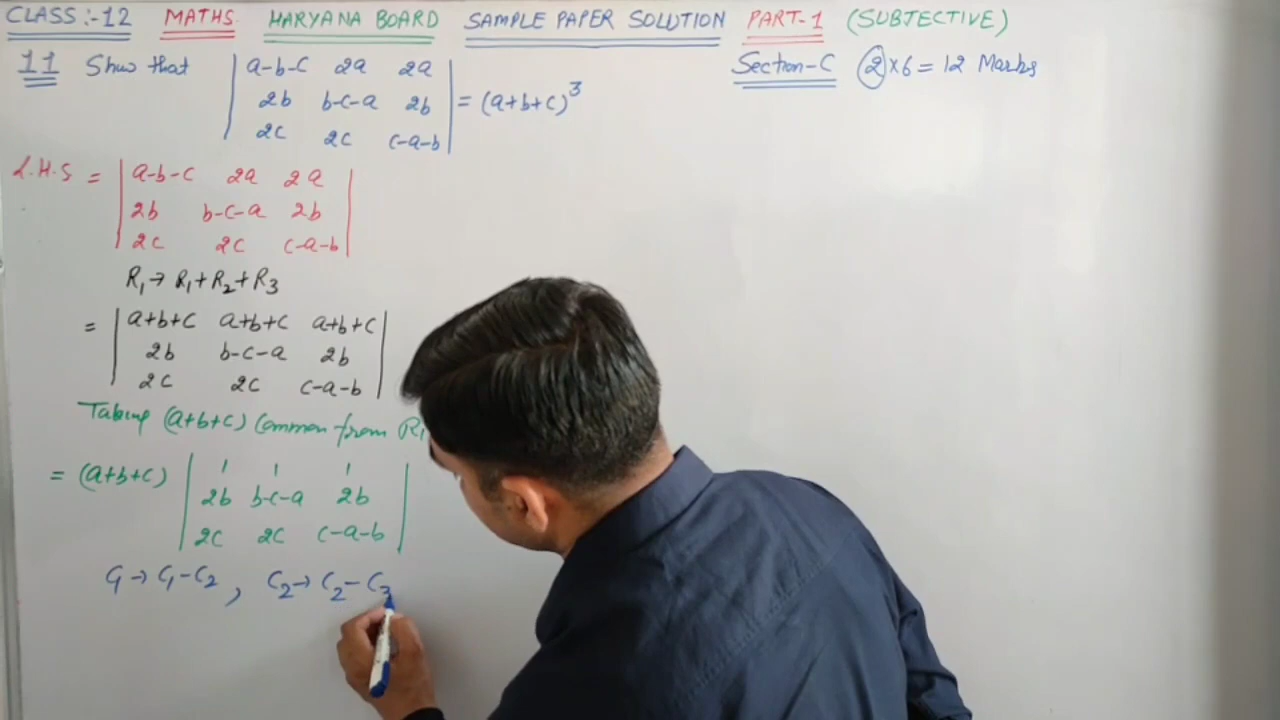 CLASS:-12 MATHS. HARYANA BOARD SAMPLE PAPER SOLUTION PART-1 (SUBJECTIVE)
11 Show that | a-b-c 2a 2a |
| 2b b-c-a 2b | = (a+b+c)³
| 2c 2c c-a-b |
Section-C (2)×6 = 12 Marks
L.H.S = | a-b-c 2a 2a |
| 2b b-c-a 2b |
| 2c 2c c-a-b |
R₁→ R₁+R₂+R₃
= | a+b+c a+b+c a+b+c |
| 2b b-c-a 2b |
| 2c 2c c-a-b |
Taking (a+b+c) Common from R₁
= (a+b+c) | 1 1 1 |
| 2b b-c-a 2b |
| 2c 2c c-a-b |
C₁→C₁-C₂, C₂→C₂-C₃